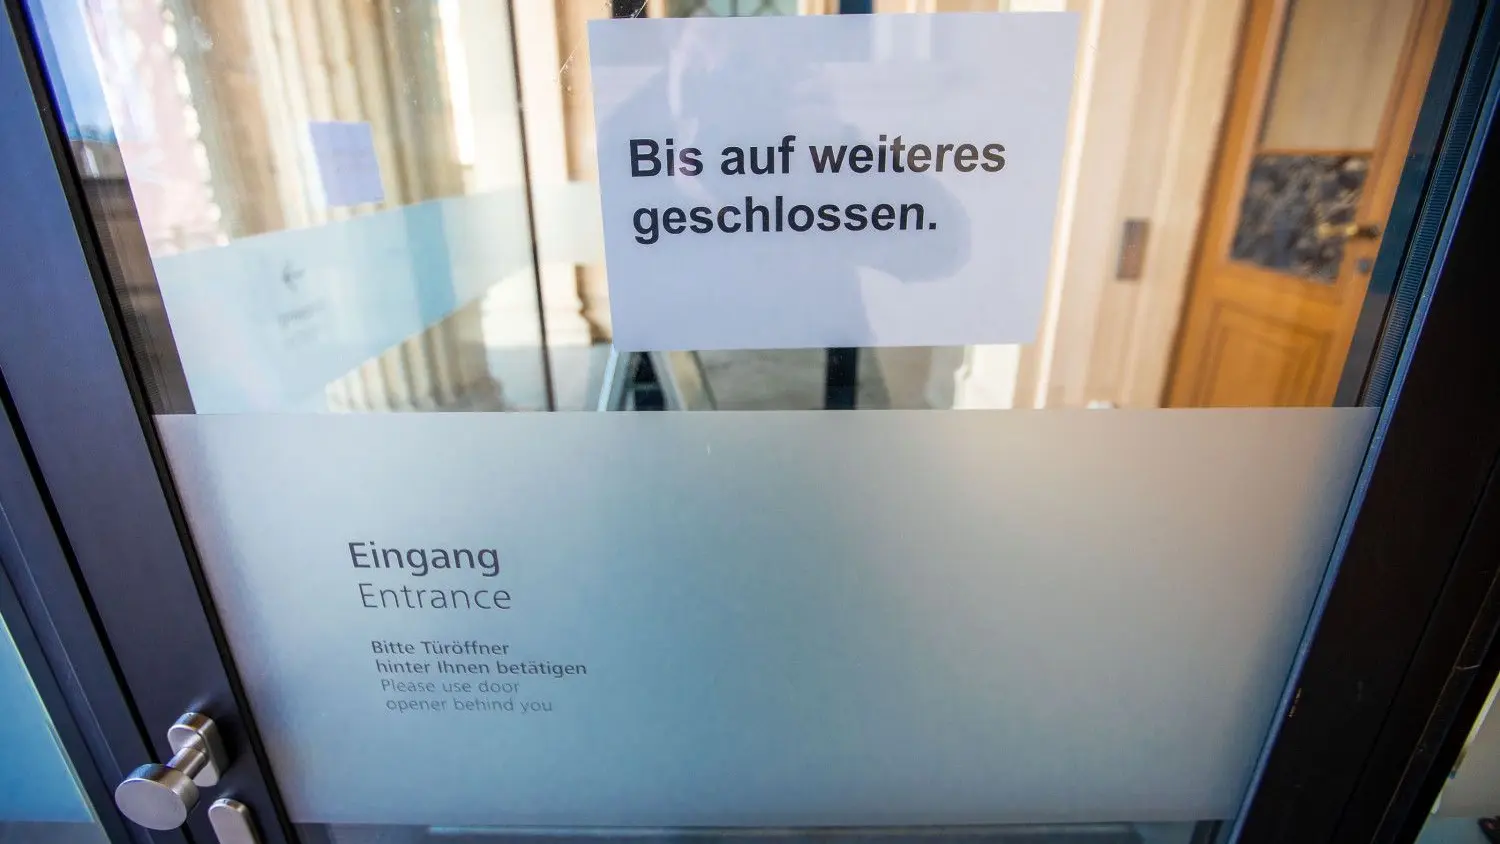 Bis auf weiteres
geschlossen.
Eingang
Entrance
Bitte Türöffner
hinter Ihnen betätigen
Please use door
opener behind you